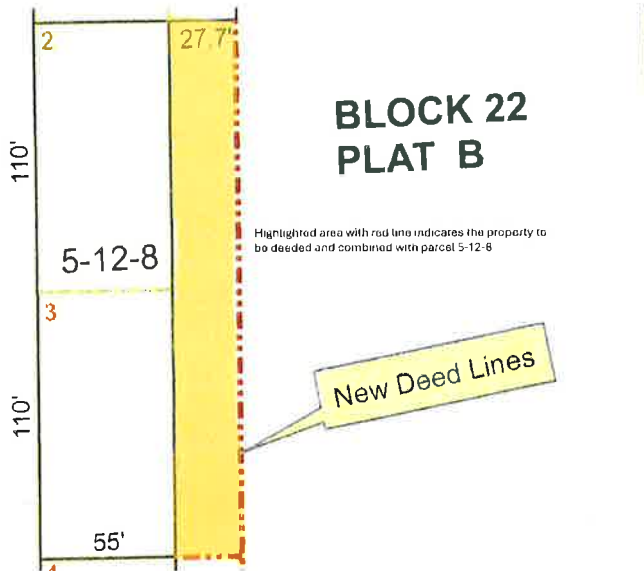 2
27.7'
BLOCK 22
PLAT B
110'
Highlighted area with red line indicates the property to
be deeded and combined with parcel 5-12-8
5-12-8
3
New Deed Lines
110'
55'
4